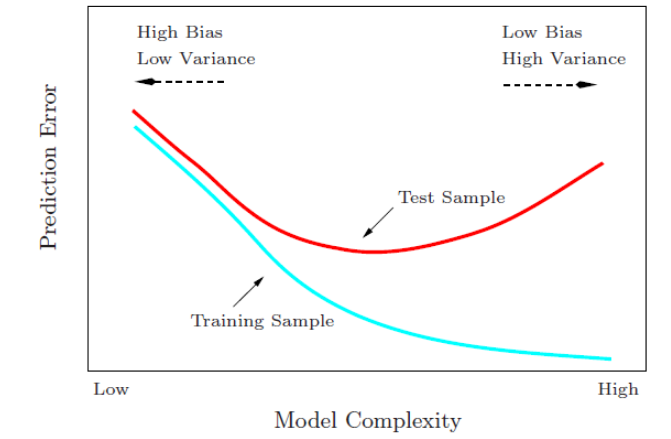 High Bias
Low Variance
Low Bias
High Variance
Prediction Error
Test Sample
Training Sample
Low
High
Model Complexity